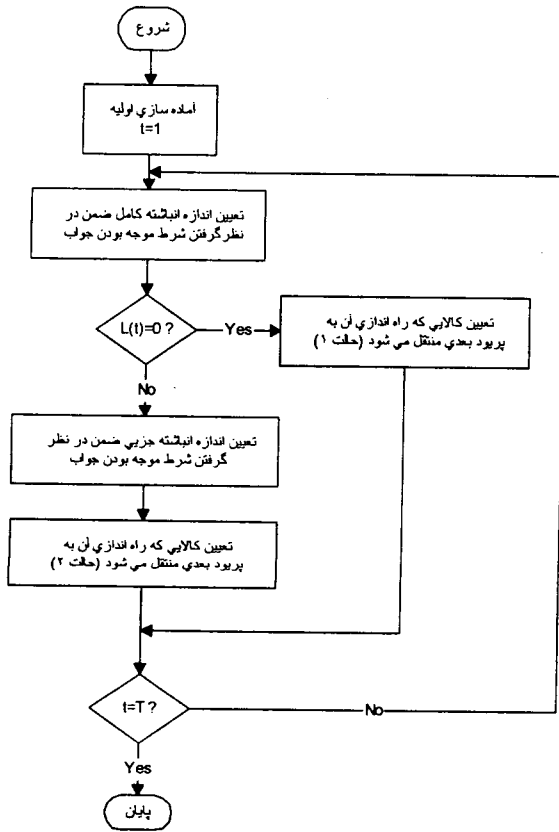 شروع
آماده سازي اوليه
t=1
تعيين اندازه انباشته كامل ضمن در
نظر گرفتن شرط موجه بودن جواب
L(t)=0 ?
Yes
تعيين كالايي كه راه اندازي آن به
پريود بعدي منتقل مي شود (حالت ۱)
No
تعيين اندازه انباشته جزيي ضمن در نظر
گرفتن شرط موجه بودن جواب
تعيين كالايي كه راه اندازي آن به
پريود بعدي منتقل مي شود (حالت ۲)
t=T ?
No
Yes
پايان